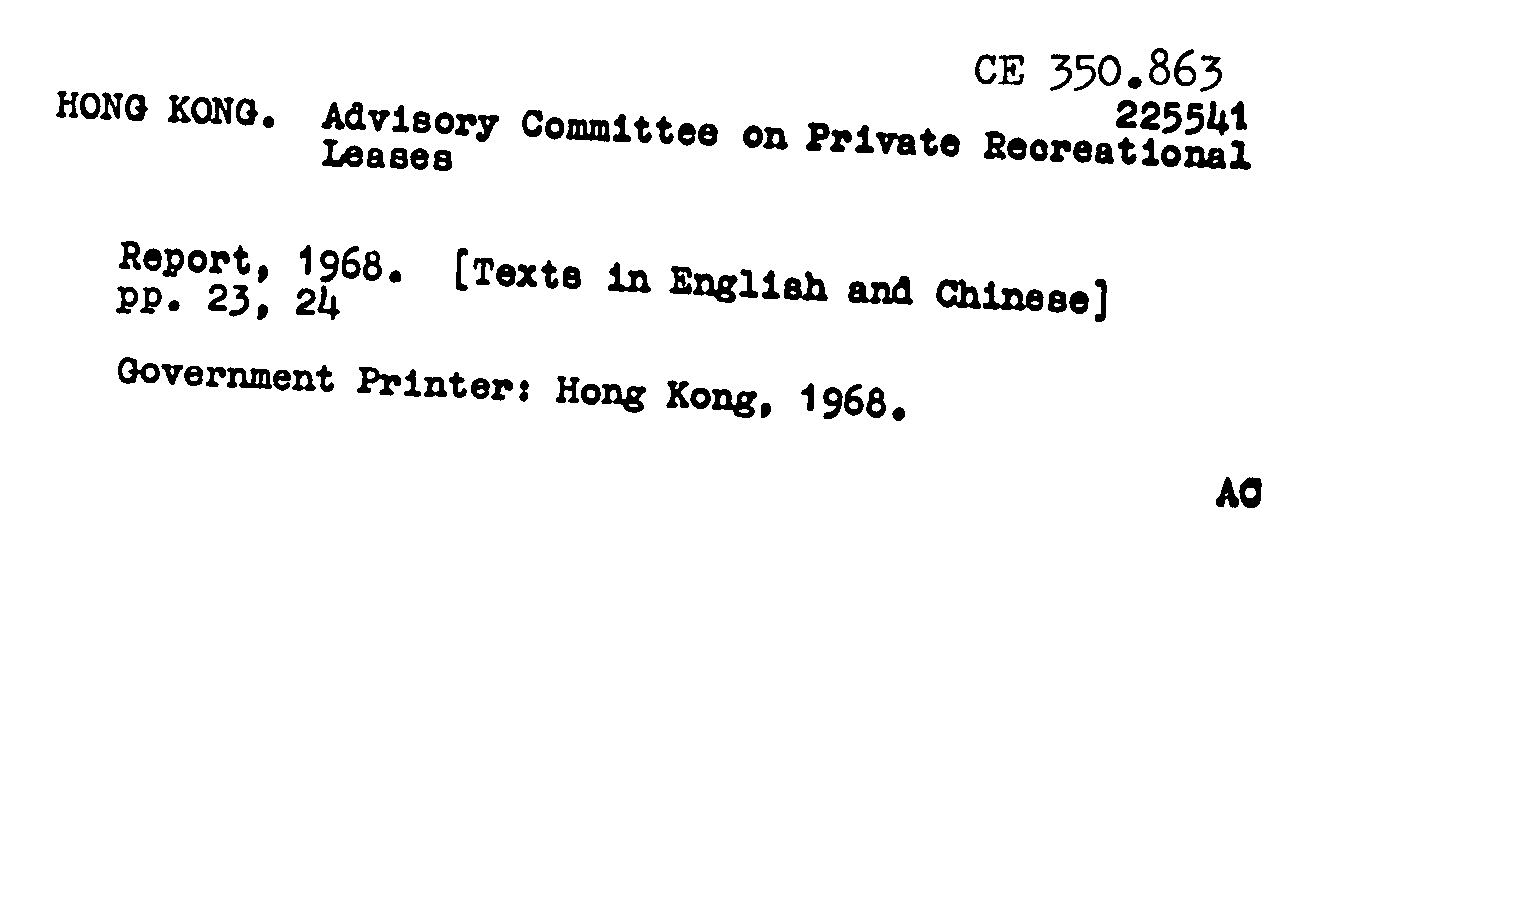 CE 350.863
225541
HONG KONG. Advisory Committee on Private Recreational
Leases
Report, 1968. [Texts in English and Chinese]
pp. 23, 24
Government Printer: Hong Kong, 1968.